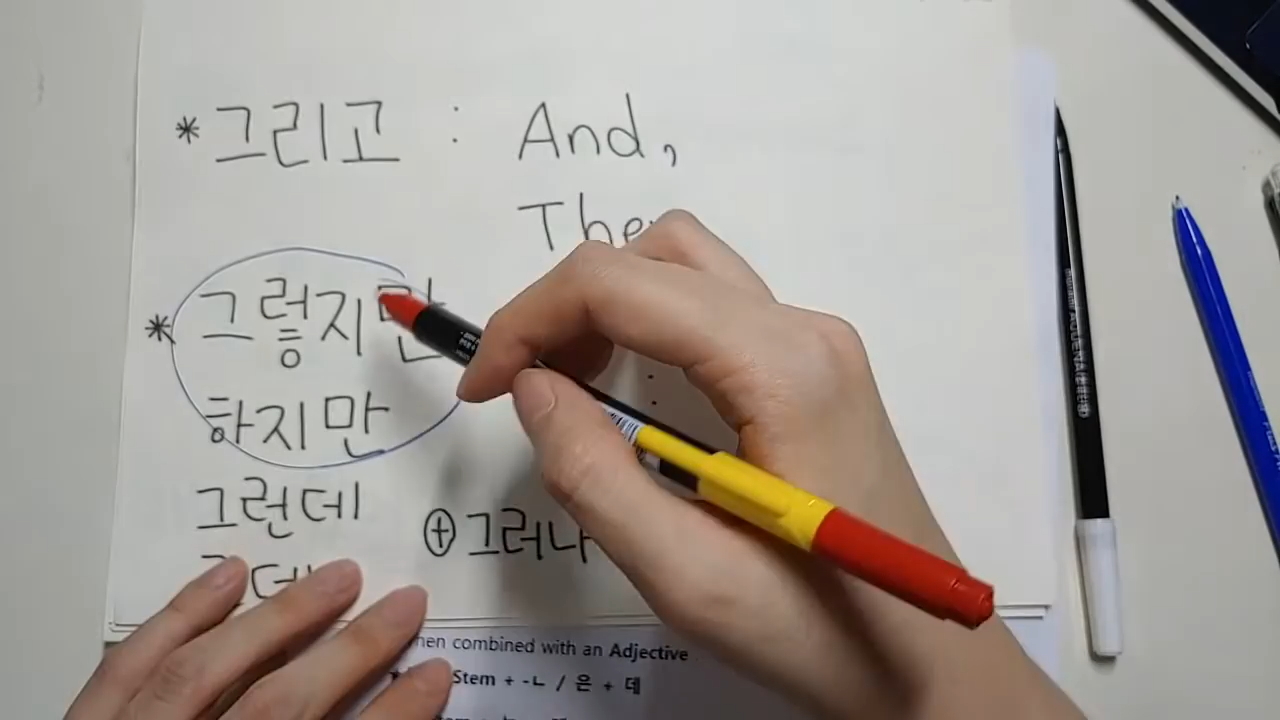 *그리고 : And,
The
*그렇지만
하지만
그런데
⊕그러나
combined with an Adjective
Stem + -ㄴ / 은 + 데